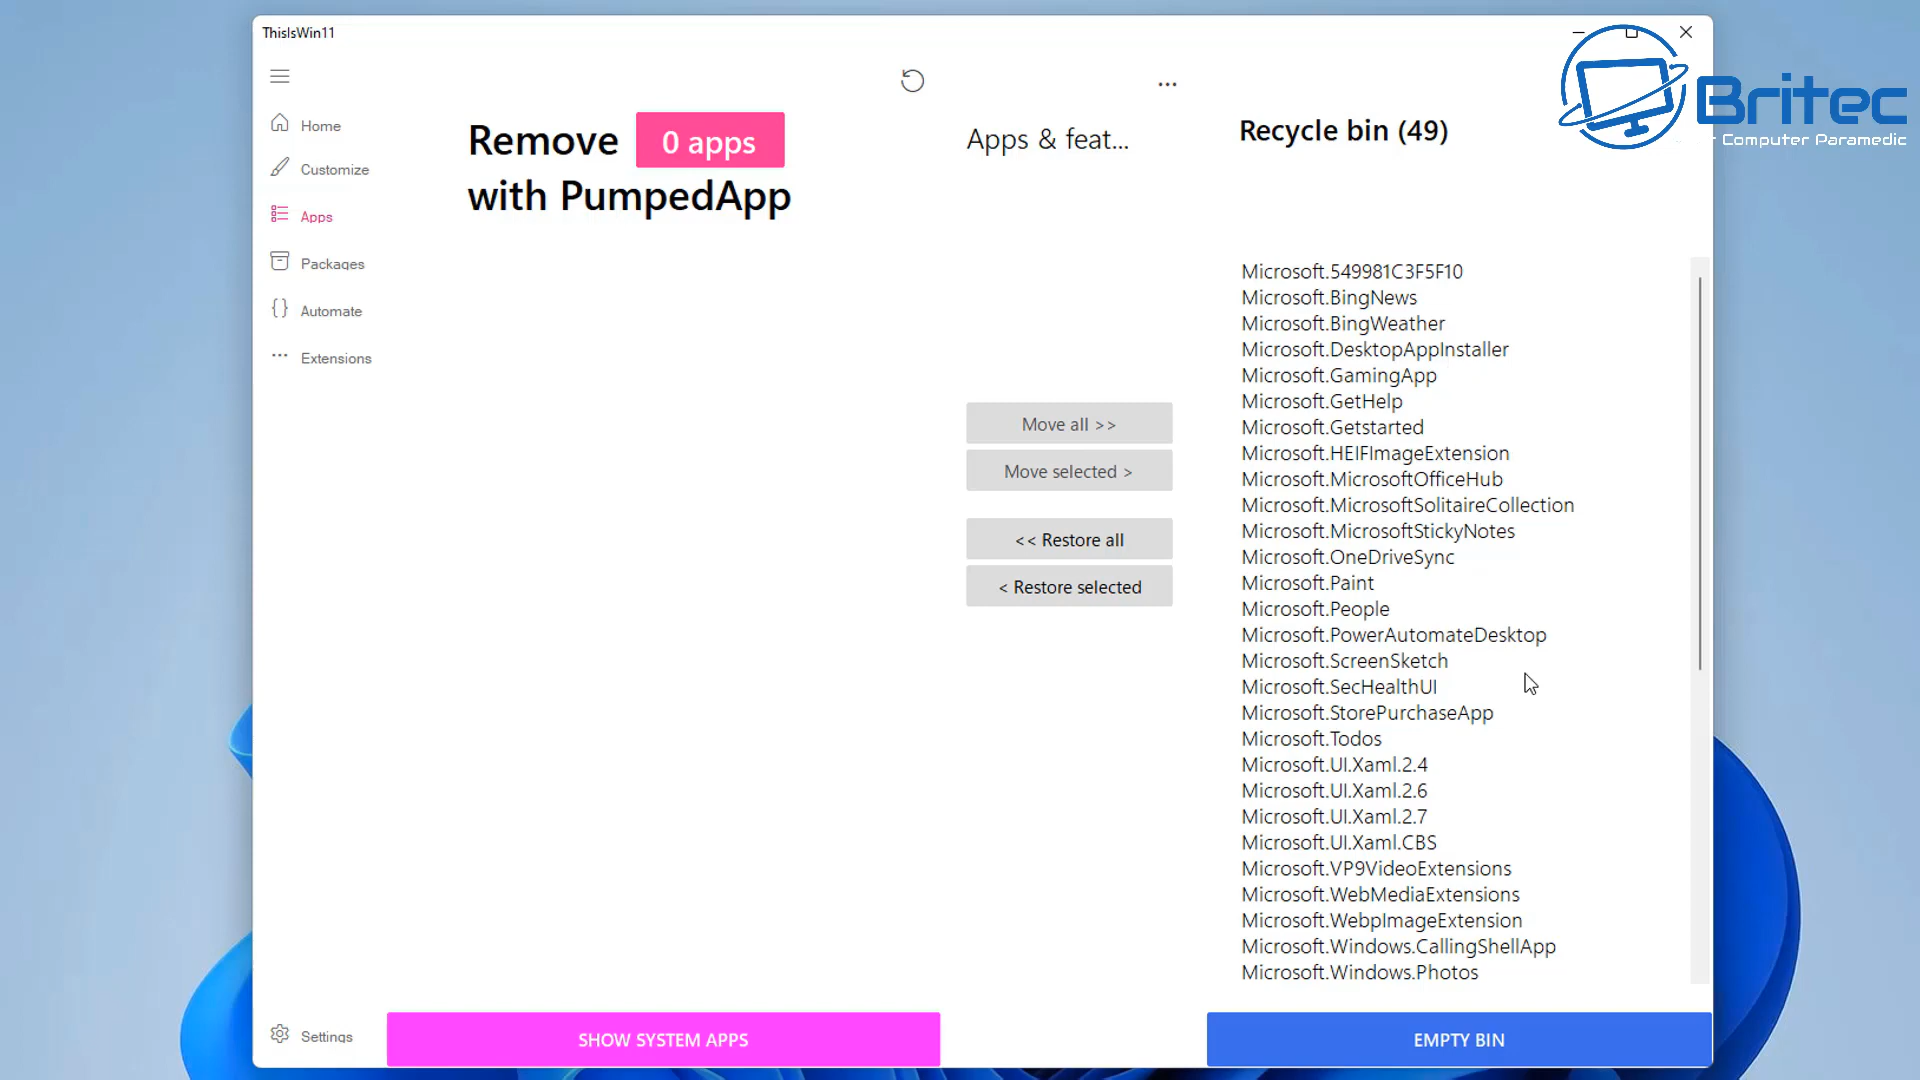 ThisIsWin11
Home
Customize
Apps
Packages
Automate
Extensions
Settings
Remove 0 apps
with PumpedApp
SHOW SYSTEM APPS
...
Apps & feat...
Move all >>
Move selected >
<< Restore all
< Restore selected
Recycle bin (49)
Microsoft.549981C3F5F10
Microsoft.BingNews
Microsoft.BingWeather
Microsoft.DesktopAppInstaller
Microsoft.GamingApp
Microsoft.GetHelp
Microsoft.Getstarted
Microsoft.HEIFImageExtension
Microsoft.MicrosoftOfficeHub
Microsoft.MicrosoftSolitaireCollection
Microsoft.MicrosoftStickyNotes
Microsoft.OneDriveSync
Microsoft.Paint
Microsoft.People
Microsoft.PowerAutomateDesktop
Microsoft.ScreenSketch
Microsoft.SecHealthUI
Microsoft.StorePurchaseApp
Microsoft.Todos
Microsoft.UI.Xaml.2.4
Microsoft.UI.Xaml.2.6
Microsoft.UI.Xaml.2.7
Microsoft.UI.Xaml.CBS
Microsoft.VP9VideoExtensions
Microsoft.WebMediaExtensions
Microsoft.WebpImageExtension
Microsoft.Windows.CallingShellApp
Microsoft.Windows.Photos
EMPTY BIN
Britec
Computer Paramedic